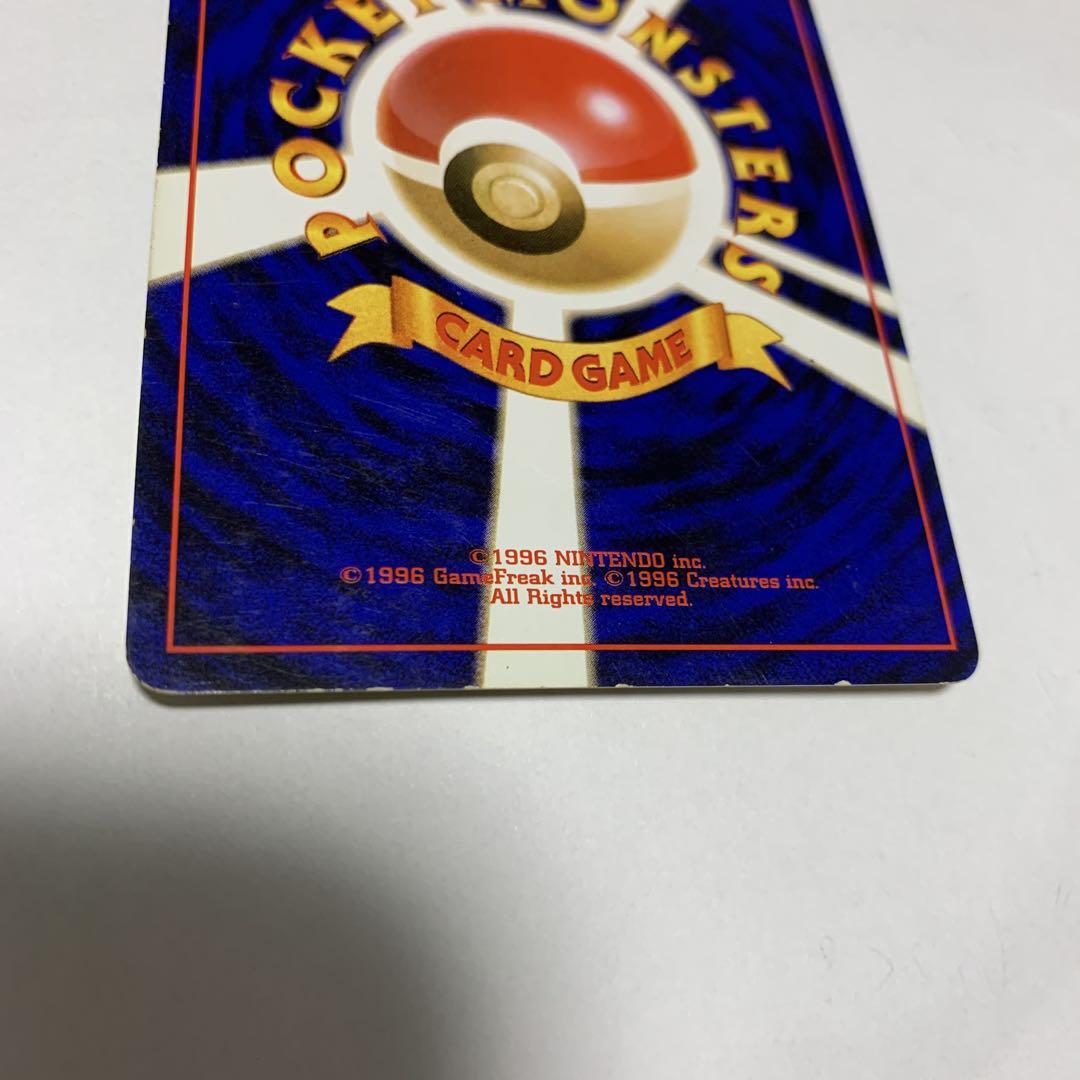 POCKET MONSTERS
CARD GAME
©1996 NINTENDO inc.
©1996 GameFreak inc. ©1996 Creatures inc.
All Rights reserved.